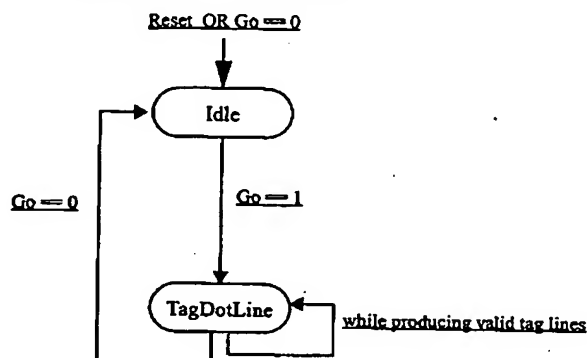 Reset OR Go == 0
Idle
Go == 0
Go == 1
TagDotLine
while producing valid tag lines